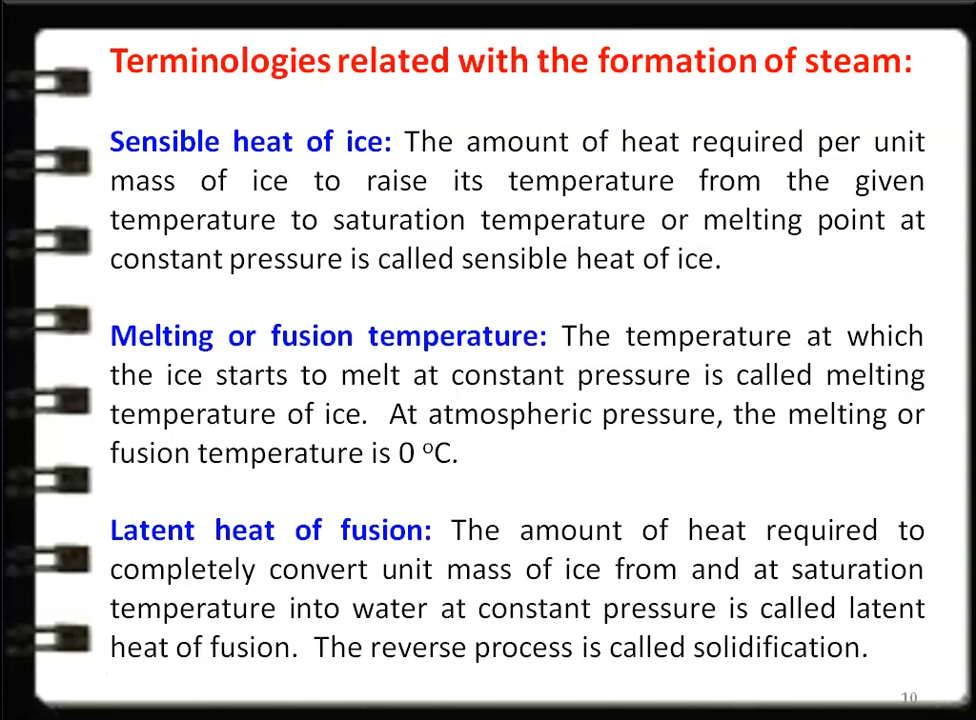 Terminologies related with the formation of steam:
Sensible heat of ice: The amount of heat required per unit
mass of ice to raise its temperature from the given
temperature to saturation temperature or melting point at
constant pressure is called sensible heat of ice.
Melting or fusion temperature: The temperature at which
the ice starts to melt at constant pressure is called melting
temperature of ice. At atmospheric pressure, the melting or
fusion temperature is 0 ºC.
Latent heat of fusion: The amount of heat required to
completely convert unit mass of ice from and at saturation
temperature into water at constant pressure is called latent
heat of fusion. The reverse process is called solidification.
10